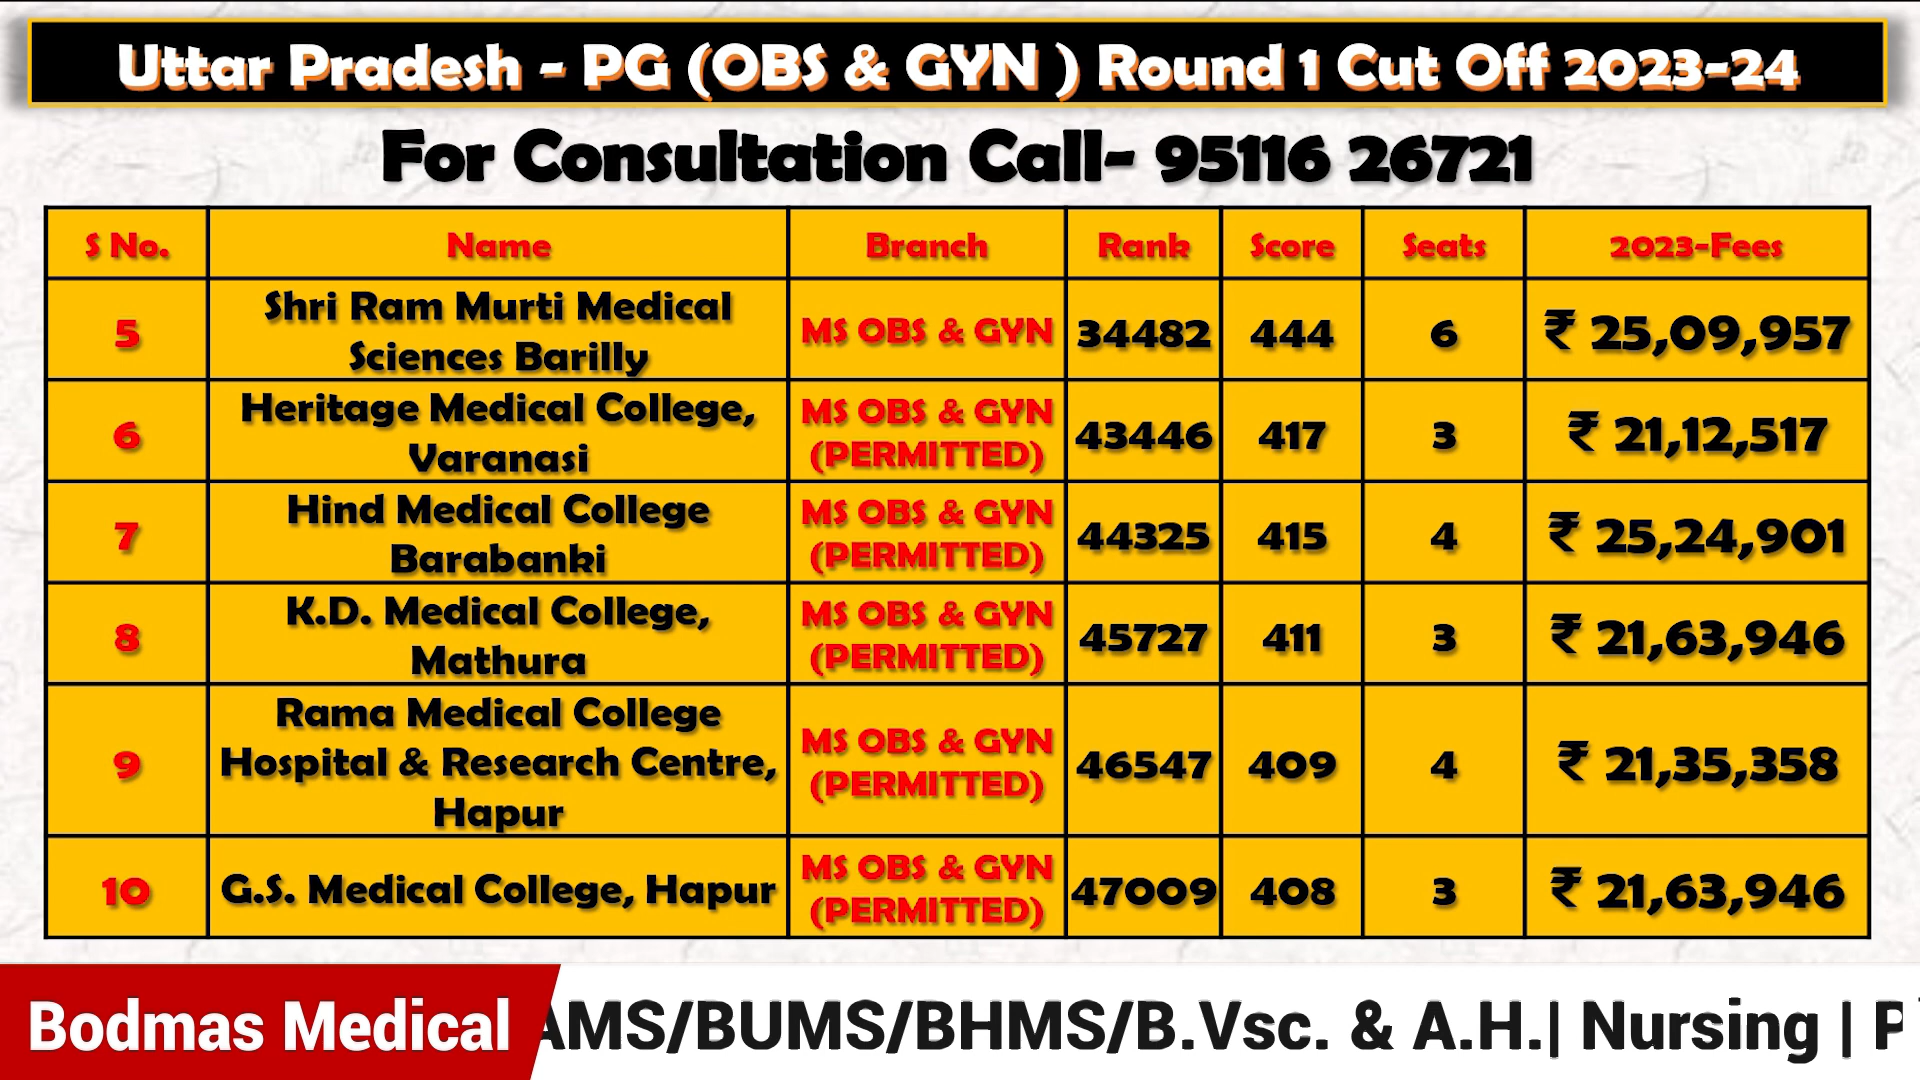 Uttar Pradesh - PG (OBS & GYN ) Round 1 Cut Off 2023-24
For Consultation Call- 95116 26721
S No. Name Branch Rank Score Seats 2023-Fees
5 Shri Ram Murti Medical Sciences Barilly MS OBS & GYN 34482 444 6 ₹ 25,09,957
6 Heritage Medical College, Varanasi MS OBS & GYN (PERMITTED) 43446 417 3 ₹ 21,12,517
7 Hind Medical College Barabanki MS OBS & GYN (PERMITTED) 44325 415 4 ₹ 25,24,901
8 K.D. Medical College, Mathura MS OBS & GYN (PERMITTED) 45727 411 3 ₹ 21,63,946
9 Rama Medical College Hospital & Research Centre, Hapur MS OBS & GYN (PERMITTED) 46547 409 4 ₹ 21,35,358
10 G.S. Medical College, Hapur MS OBS & GYN (PERMITTED) 47009 408 3 ₹ 21,63,946
Bodmas Medical AMS/BUMS/BHMS/B.Vsc. & A.H.| Nursing |